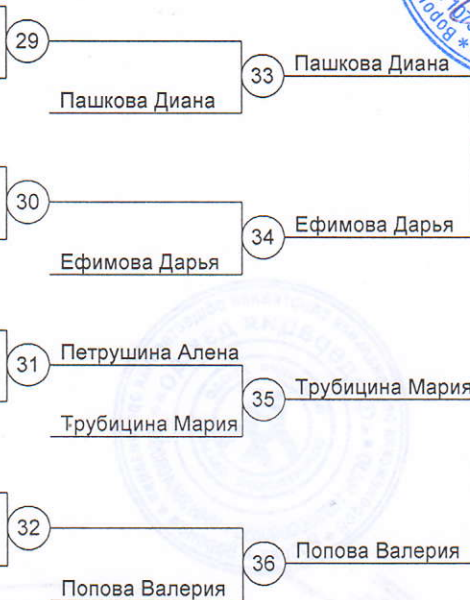 29
33
Пашкова Диана
Пашкова Диана
30
34
Ефимова Дарья
Ефимова Дарья
31
Петрушина Алена
35
Трубицина Мария
Трубицина Мария
32
36
Попова Валерия
Попова Валерия